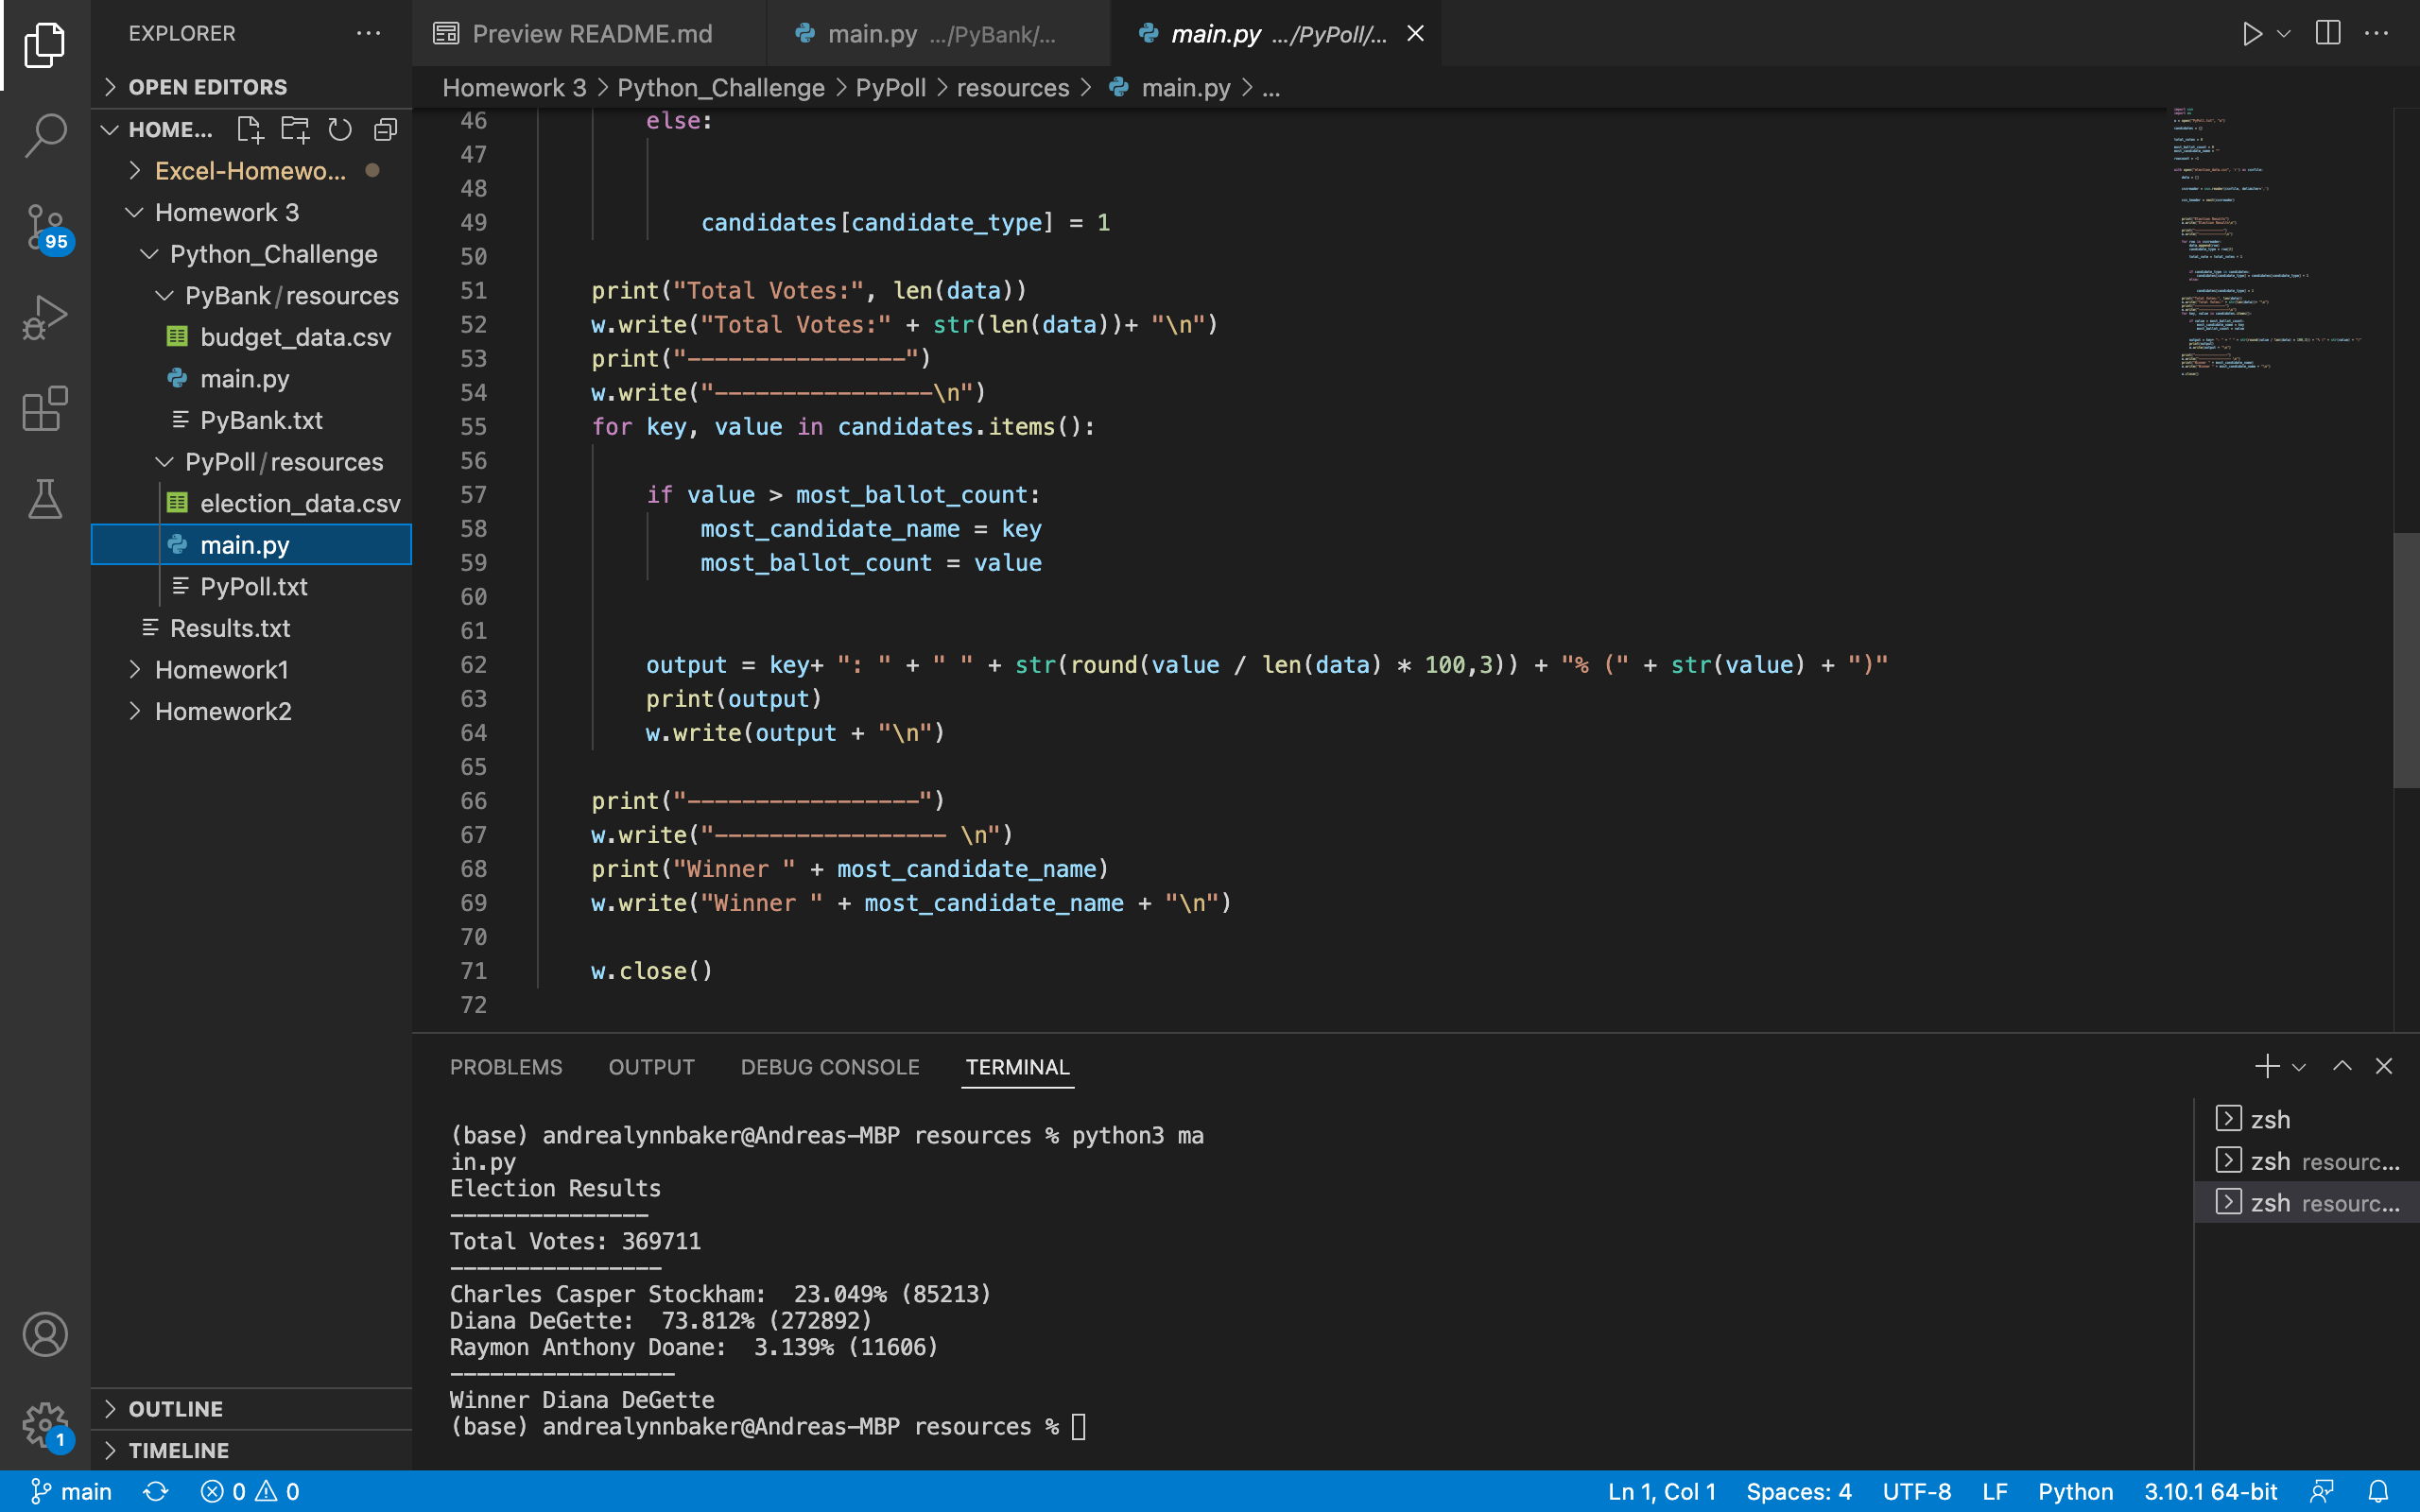 EXPLORER
Preview README.md
main.py .../PyBank/...
main.py .../PyPoll/...
OPEN EDITORS
Homework 3 > Python_Challenge > PyPoll > resources > main.py > ...
HOME...
Excel-Homewo...
Homework 3
Python_Challenge
PyBank/resources
budget_data.csv
main.py
PyBank.txt
PyPoll/resources
election_data.csv
main.py
PyPoll.txt
Results.txt
Homework1
Homework2
OUTLINE
TIMELINE
95
1
46 else:
47
48
49 candidates[candidate_type] = 1
50
51 print("Total Votes:", len(data))
52 w.write("Total Votes:" + str(len(data))+ "\n")
53 print("----------------")
54 w.write("----------------\n")
55 for key, value in candidates.items():
56
57 if value > most_ballot_count:
58 most_candidate_name = key
59 most_ballot_count = value
60
61
62 output = key+ ": " + " " + str(round(value / len(data) * 100,3)) + "% (" + str(value) + ")"
63 print(output)
64 w.write(output + "\n")
65
66 print("-----------------")
67 w.write("----------------- \n")
68 print("Winner " + most_candidate_name)
69 w.write("Winner " + most_candidate_name + "\n")
70
71 w.close()
72
PROBLEMS OUTPUT DEBUG CONSOLE TERMINAL
(base) andrealynnbaker@Andreas-MBP resources % python3 ma
in.py
Election Results
---------------
Total Votes: 369711
----------------
Charles Casper Stockham:  23.049% (85213)
Diana DeGette:  73.812% (272892)
Raymon Anthony Doane:  3.139% (11606)
-----------------
Winner Diana DeGette
(base) andrealynnbaker@Andreas-MBP resources %
zsh
zsh resourc...
zsh resourc...
main 0 0 Ln 1, Col 1 Spaces: 4 UTF-8 LF Python 3.10.1 64-bit